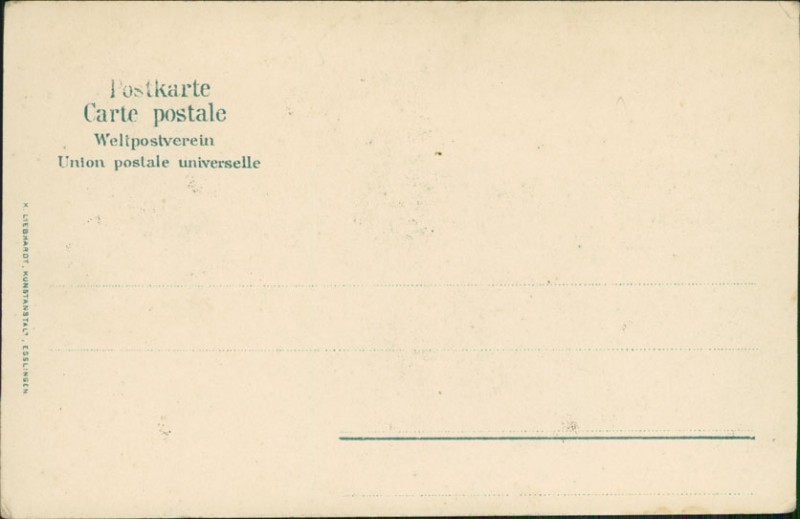 Postkarte
Carte postale
Weltpostverein
Union postale universelle
K. LIEBHARDT, KUNSTANSTALT, ESSLINGEN